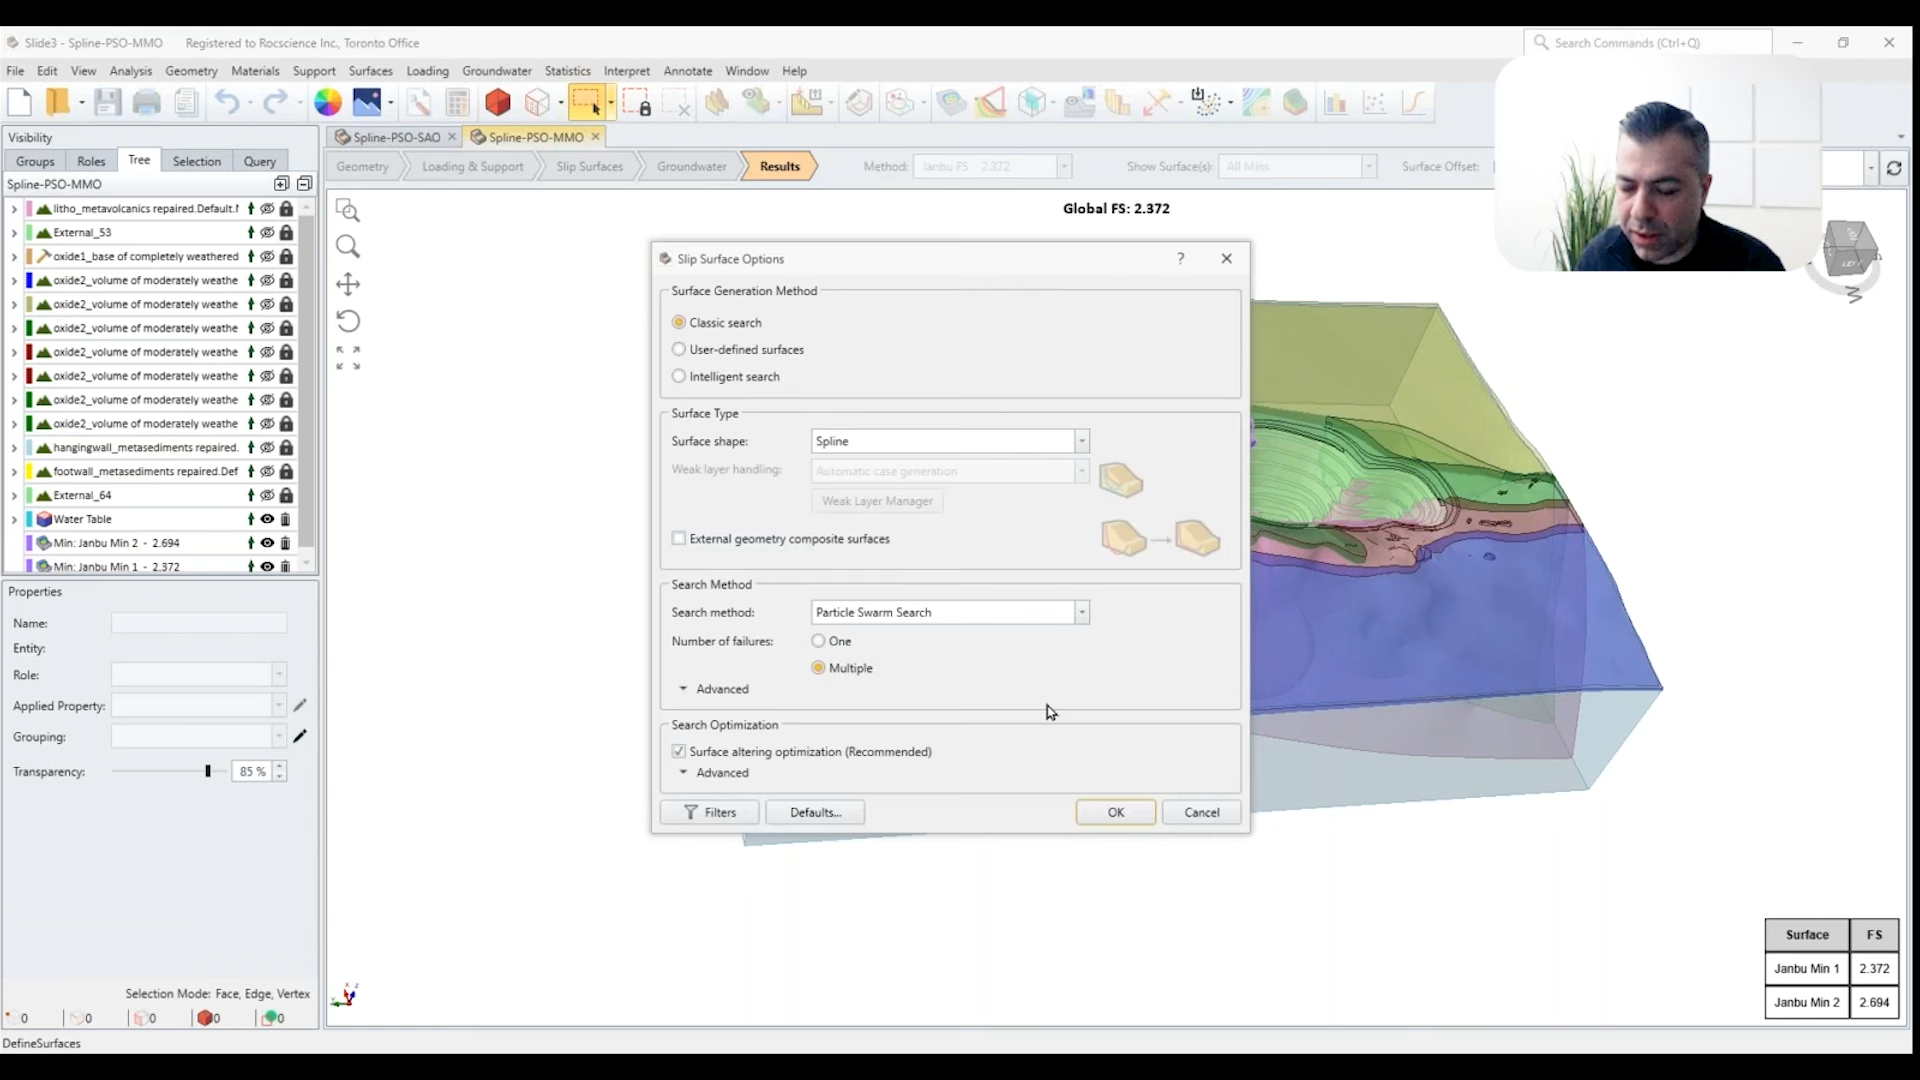 Slide3 - Spline-PSO-MMO Registered to Rocscience Inc., Toronto Office
Search Commands (Ctrl+Q)
File Edit View Analysis Geometry Materials Support Surfaces Loading Groundwater Statistics Interpret Annotate Window Help
Visibility
Spline-PSO-SAO
Spline-PSO-MMO
Groups Roles Tree Selection Query
Geometry Loading & Support Slip Surfaces Groundwater Results Method: Janbu FS 2.372 Show Surface(s): All Mins Surface Offset:
Spline-PSO-MMO
litho_metavolcanics repaired.Default.
External_53
oxide1_base of completely weathered
oxide2_volume of moderately weathe
oxide2_volume of moderately weathe
oxide2_volume of moderately weathe
oxide2_volume of moderately weathe
oxide2_volume of moderately weathe
oxide2_volume of moderately weathe
oxide2_volume of moderately weathe
hangingwall_metasediments repaired.
footwall_metasediments repaired.Def
External_64
Water Table
Min: Janbu Min 2 - 2.694
Min: Janbu Min 1 - 2.372
Properties
Name:
Entity:
Role:
Applied Property:
Grouping:
Transparency: 85 %
Selection Mode: Face, Edge, Vertex
0 0 0 0 0
DefineSurfaces
Global FS: 2.372
Slip Surface Options
?
Surface Generation Method
Classic search
User-defined surfaces
Intelligent search
Surface Type
Surface shape: Spline
Weak layer handling: Automatic case generation
Weak Layer Manager
External geometry composite surfaces
Search Method
Search method: Particle Swarm Search
Number of failures: One
Multiple
Advanced
Search Optimization
Surface altering optimization (Recommended)
Advanced
Filters Defaults... OK Cancel
W
Surface FS
Janbu Min 1 2.372
Janbu Min 2 2.694